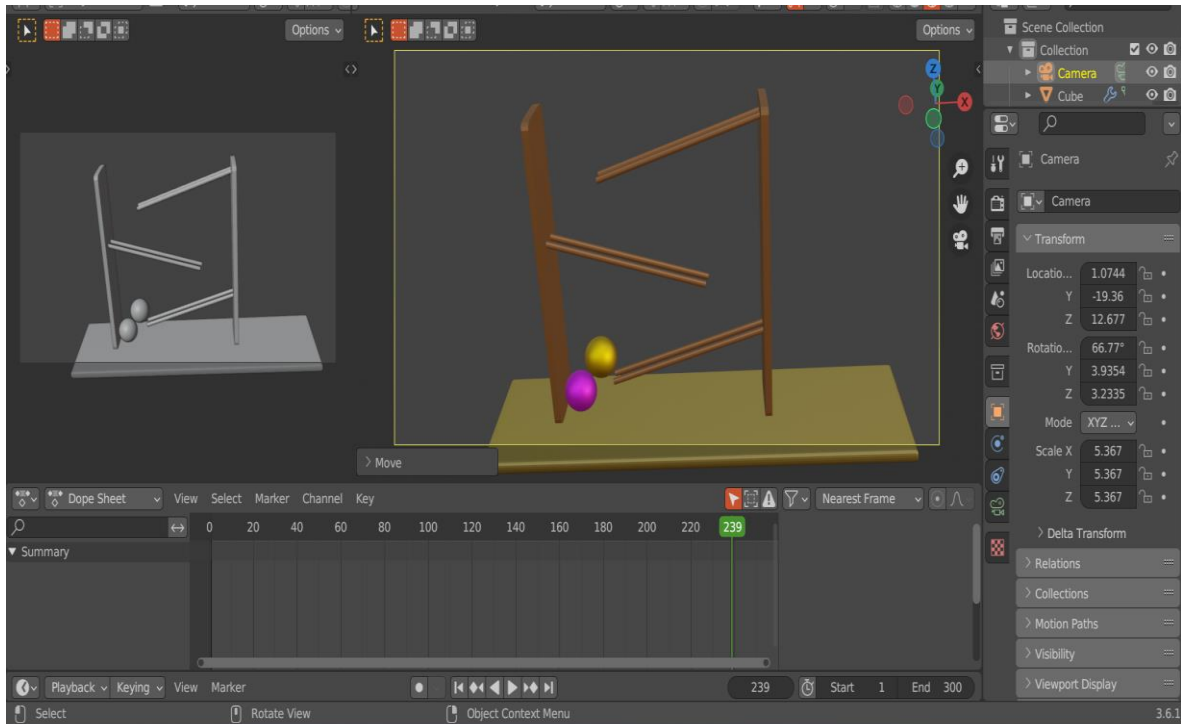 Options
Options
Z
Y
X
Scene Collection
Collection
Camera
Cube
Camera
Camera
Transform
Locatio... 1.0744
Y -19.36
Z 12.677
Rotatio... 66.77°
Y 3.9354
Z 3.2335
Mode XYZ ...
Scale X 5.367
Y 5.367
Z 5.367
Delta Transform
Relations
Collections
Motion Paths
Visibility
Viewport Display
Move
Dope Sheet View Select Marker Channel Key Nearest Frame
0 20 40 60 80 100 120 140 160 180 200 220 239
Summary
Playback Keying View Marker 239 Start 1 End 300
Select Rotate View Object Context Menu 3.6.1